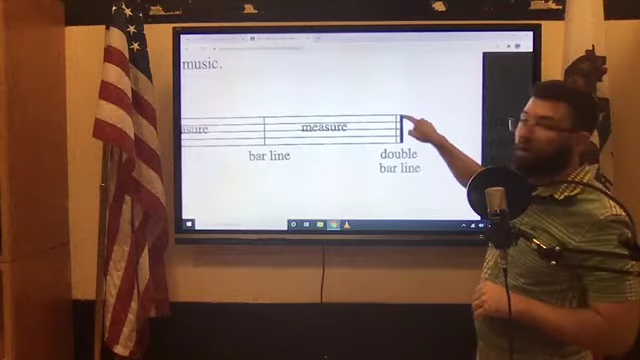 music.
asure
measure
bar line
double
bar line